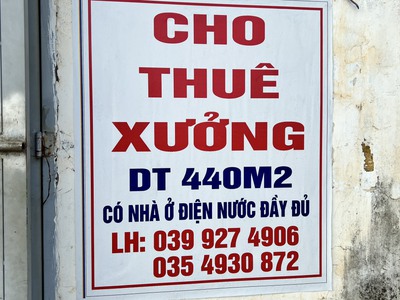 CHO
THUÊ
XƯỞNG
DT 440M2
CÓ NHÀ Ở ĐIỆN NƯỚC ĐẦY ĐỦ
LH: 039 927 4906
035 4930 872